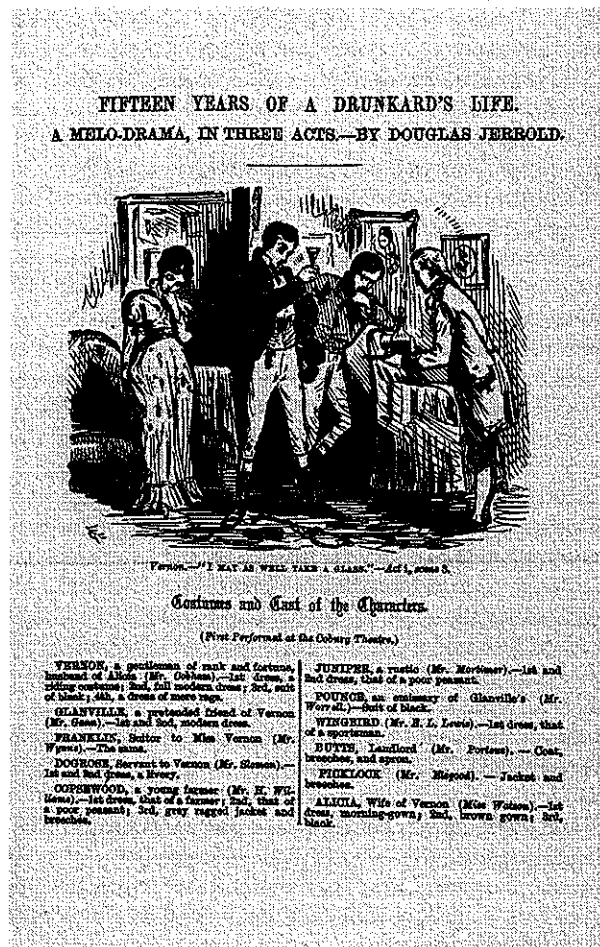 FIFTEEN YEARS OF A DRUNKARD'S LIFE.
A MELO-DRAMA, IN THREE ACTS.—BY DOUGLAS JERROLD.
Vernon.—"I MAY AS WELL TAKE A GLASS."—Act 1, scene 3.
Costumes and Cast of the Characters.
(First Performed at the Coburg Theatre.)
VERNON, a gentleman of rank and fortune,
husband of Alicia (Mr. Cobham).—1st dress, a
riding costume; 2nd, full modern dress; 3rd, suit
of black; 4th, a dress of mere rags.
GLANVILLE, a pretended friend of Vernon
(Mr. Gann).—1st and 2nd, modern dress.
FRANKLIN, Suitor to Miss Vernon (Mr.
Wynne).—The same.
DOGROSE, Servant to Vernon (Mr. Sloman).—
1st and 2nd dress, a livery.
COPSEWOOD, a young farmer (Mr. H. Wil-
liams).—1st dress, that of a farmer; 2nd, that of
a poor peasant; 3rd, grey ragged jacket and
breeches.
JUNIPER, a rustic (Mr. Mortimer).—1st and
2nd dress, that of a poor peasant.
POUNCE, an emissary of Glanville's (Mr.
Worrell).—Suit of black.
WINGBIRD (Mr. E. L. Lewis).—1st dress, that
of a sportsman.
BUTTS, Landlord (Mr. Porteus).—Coat,
breeches, and apron.
PICKLOCK (Mr. Elsgood).—Jacket and
breeches.
ALICIA, Wife of Vernon (Miss Watson).—1st
dress, morning-gown; 2nd, brown gown; 3rd,
black.